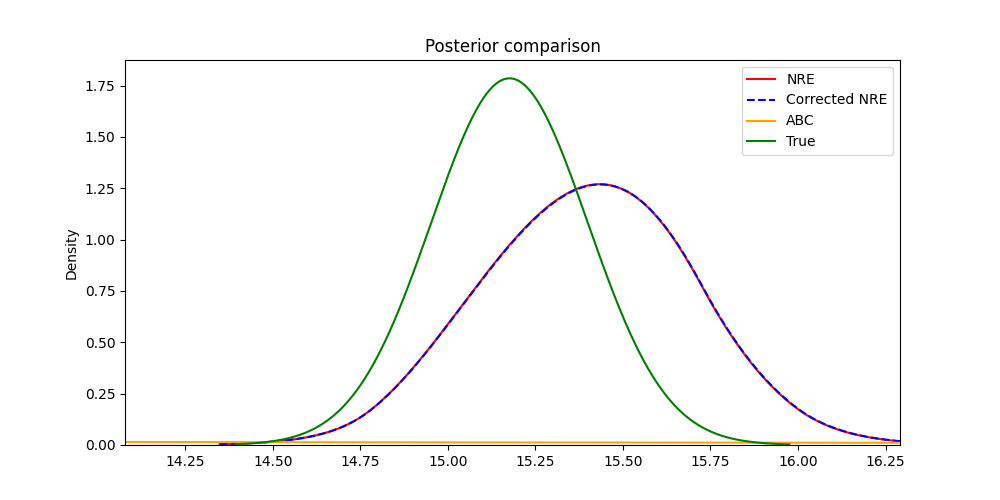 Posterior comparison
NRE
Corrected NRE
ABC
True
Density
1.75
1.50
1.25
1.00
0.75
0.50
0.25
0.00
14.25 14.50 14.75 15.00 15.25 15.50 15.75 16.00 16.25